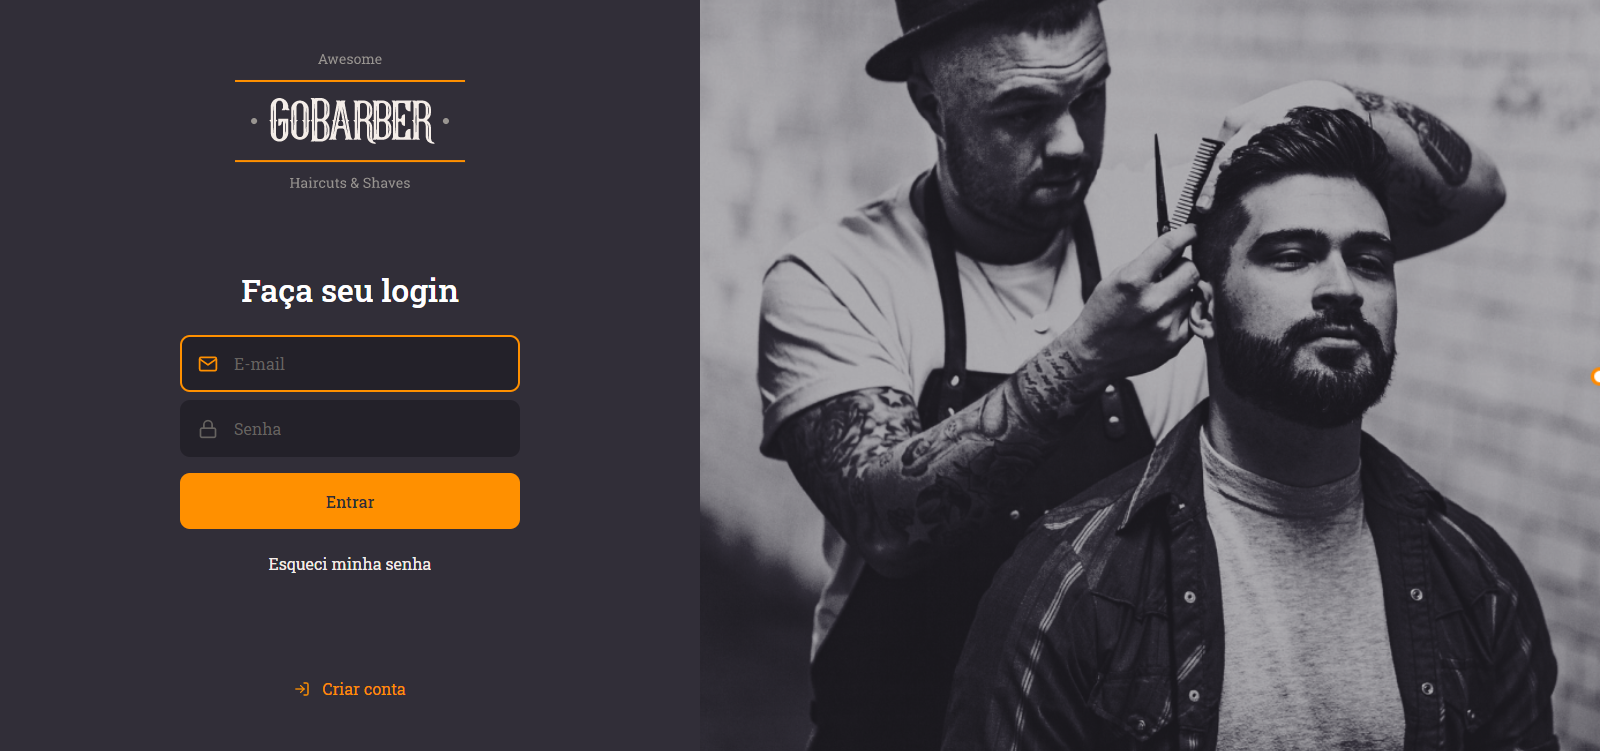 Awesome
GOBARBER
Haircuts & Shaves
Faça seu login
E-mail
Senha
Entrar
Esqueci minha senha
Criar conta